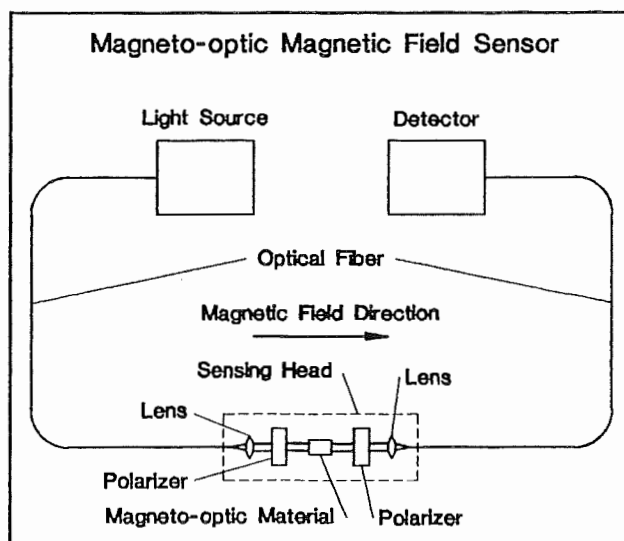 Magneto-optic Magnetic Field Sensor
Light Source
Detector
Optical Fiber
Magnetic Field Direction
Sensing Head
Lens
Lens
Polarizer
Magneto-optic Material
Polarizer